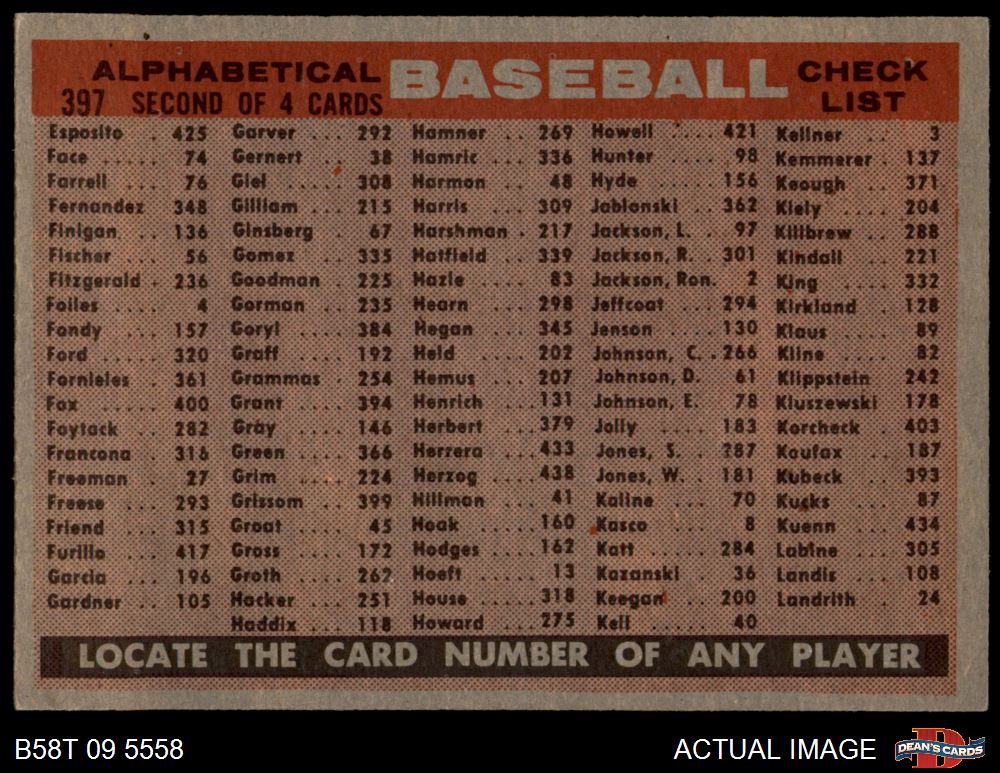 ALPHABETICAL BASEBALL CHECK
397 SECOND OF 4 CARDS LIST
Esposito . 425
Face ..... 74
Farrell ... 76
Fernandez 348
Finigan. .. 136
Fischer ... 56
Fitzgerald . 236
Foiles .... 4
Fondy ... 157
Ford ..... 320
Fornieles . 361
Fox ..... 400
Foytack .. 282
Francona . 316
Freeman . 27
Freese ... 293
Friend ... 315
Furillo ... 417
Garcia ... 196
Gardner .. 105
Garver ... 292
Gernert .. 38
Giel ..... 308
Gilliam ... 215
Ginsberg . 67
Gomez ... 335
Goodman . 225
Gorman .. 235
Goryl .... 384
Graff .... 192
Grammas . 254
Grant .... 394
Gray .... 146
Green .... 366
Grim .... 224
Grissom .. 399
Groat .... 45
Gross .... 172
Groth .... 262
Hacker ... 251
Haddix ... 118
Hamner .. 269
Hamric ... 336
Harmon .. 48
Harris ... 309
Harshman . 217
Hatfield .. 339
Hazle .... 83
Hearn ... 298
Hegan ... 345
Held .... 202
Hemus ... 207
Henrich ... 131
Herbert ... 379
Herrera ... 433
Herzog ... 438
Hillman ... 41
Hoak ..... 160
Hodges ... 162
Hoeft ..... 13
House .... 318
Howard ... 275
Howell .... 421
Hunter .... 98
Hyde ..... 156
Jablonski .. 362
Jackson, L. . 97
Jackson, R. . 301
Jackson, Ron. 2
Jeffcoat ... 294
Jenson .... 130
Johnson, C. . 266
Johnson, D. 61
Johnson, E. 78
Jolly .... 183
Jones, S. . 287
Jones, W. . 181
Kaline ... 70
Kasco ... 8
Katt ..... 284
Kazanski . 36
Keegan .. 200
Kell .... 40
Kellner ... 3
Kemmerer . 137
Keough .. 371
Kiely .... 204
Killbrew .. 288
Kindall .. 221
King .... 332
Kirkland .. 128
Klaus .... 89
Kline .... 82
Klippstein 242
Kluszewski 178
Korcheck . 403
Koufax .. 187
Kubeck .. 393
Kucks ... 87
Kuenn ... 434
Labine ... 305
Landis ... 108
Landrith . 24
LOCATE THE CARD NUMBER OF ANY PLAYER
B58T 09 5558
ACTUAL IMAGE
D
DEAN'S CARDS